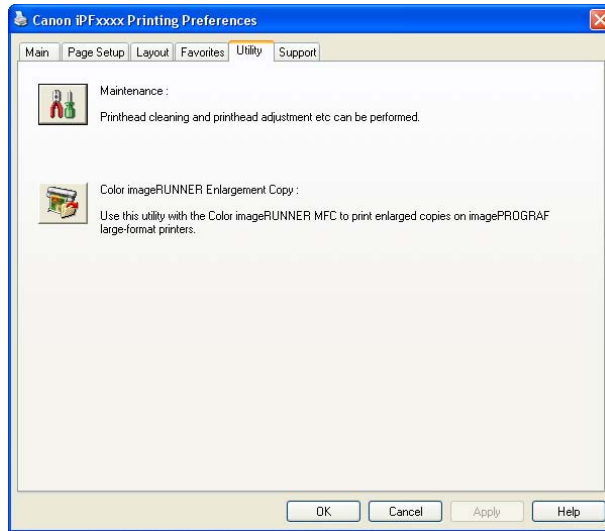 Canon iPFxxxx Printing Preferences
Main Page Setup Layout Favorites Utility Support
Maintenance :
Printhead cleaning and printhead adjustment etc can be performed.
Color imageRUNNER Enlargement Copy :
Use this utility with the Color imageRUNNER MFC to print enlarged copies on imagePROGRAF
large-format printers.
OK Cancel Apply Help